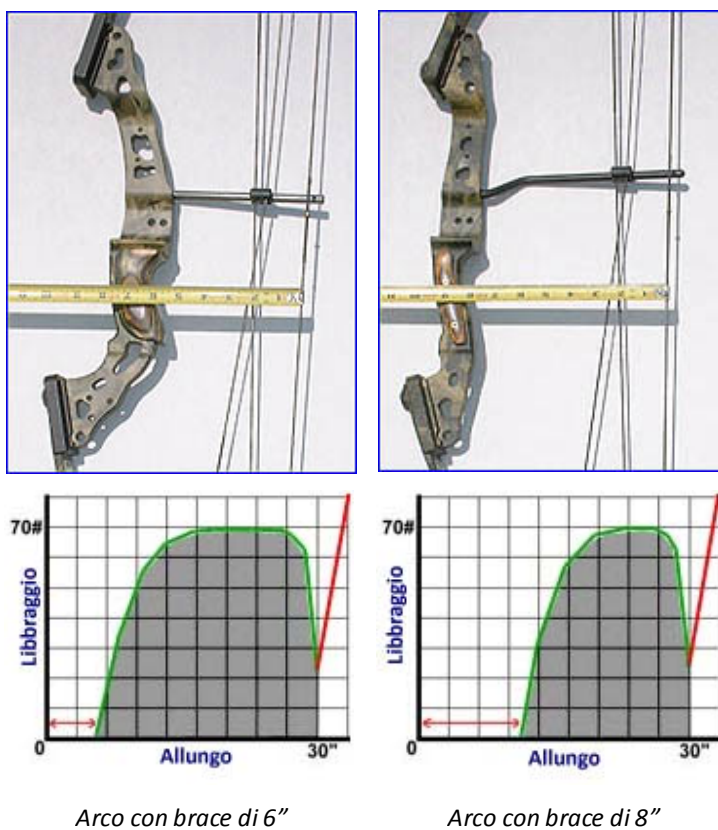 70#
Libbraggio
0
Allungo
30"
70#
Libbraggio
0
Allungo
30"
Arco con brace di 6”
Arco con brace di 8”